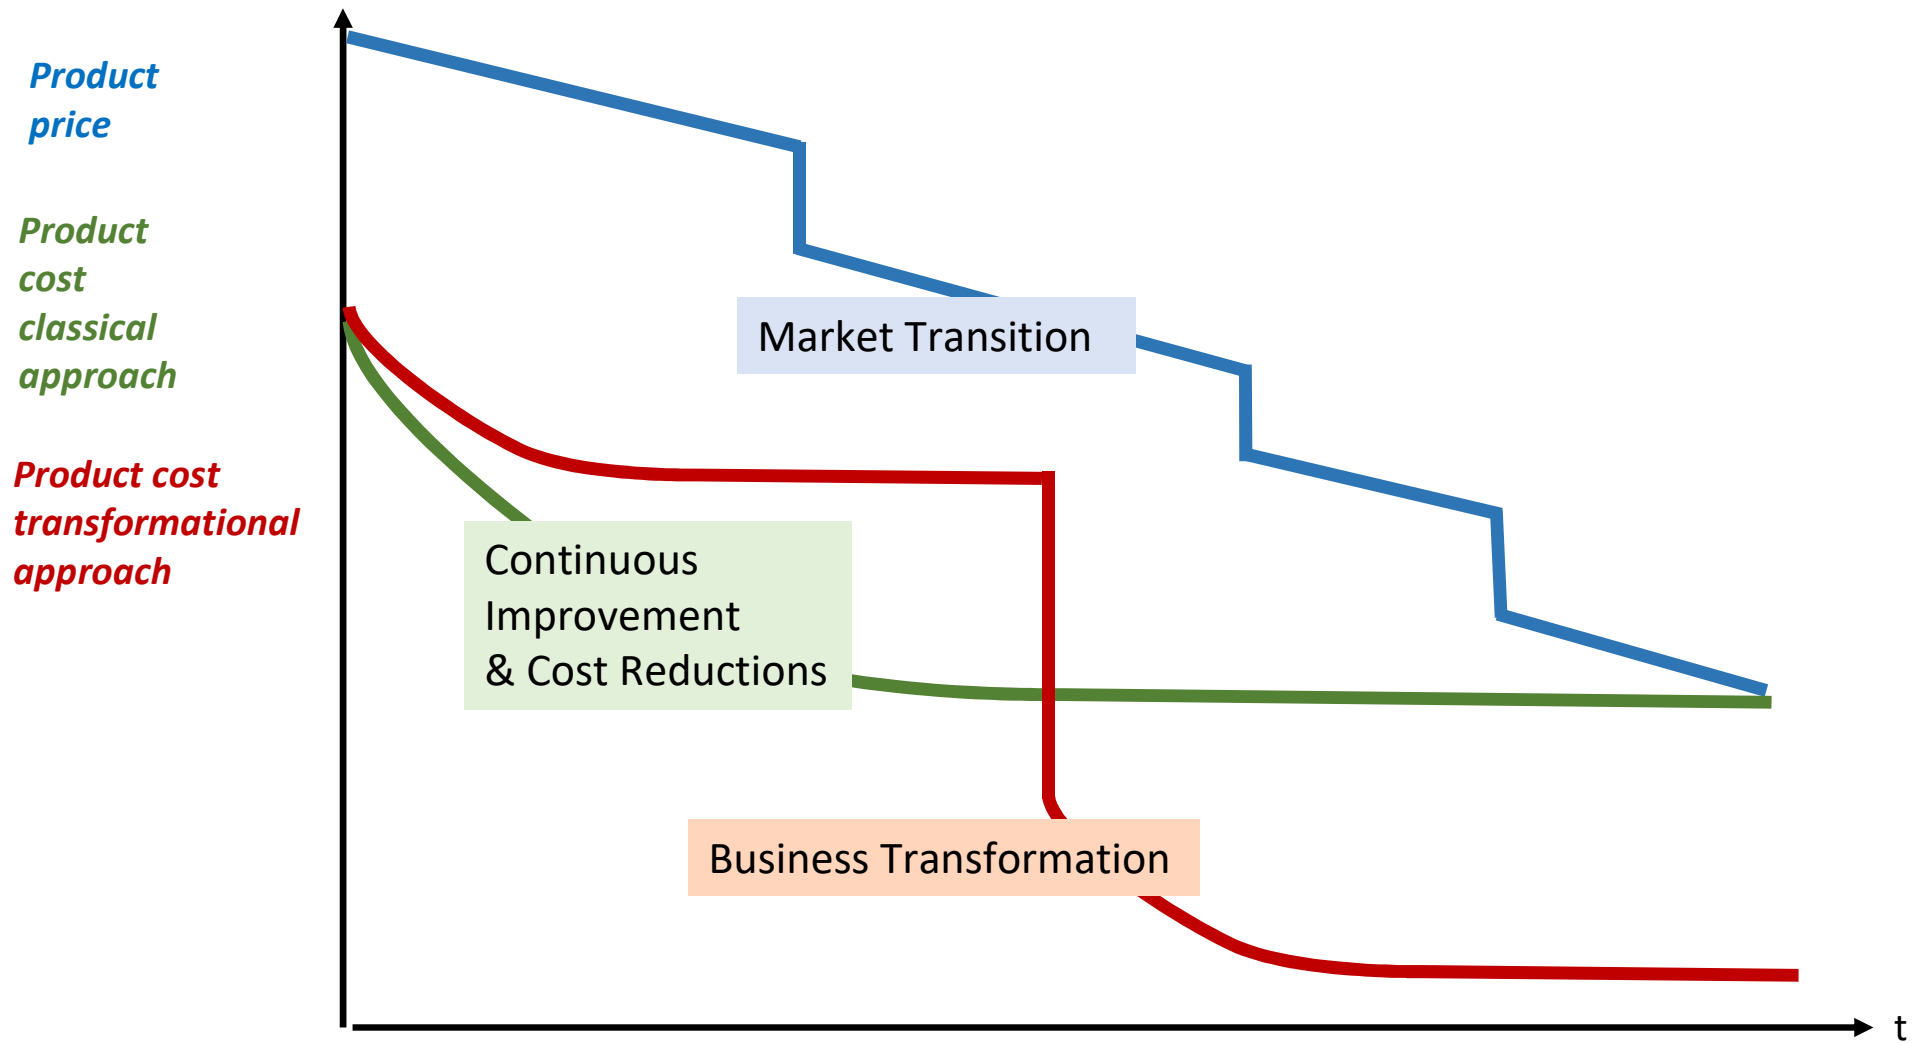 Product
price
Product
cost
classical
approach
Product cost
transformational
approach
Market Transition
Continuous
Improvement
& Cost Reductions
Business Transformation
t